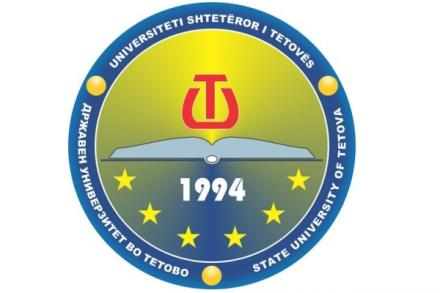 UNIVERSITETI SHTETËROR I TETOVËS
ДРЖАВЕН УНИВЕРЗИТЕТ ВО ТЕТОВО
STATE UNIVERSITY OF TETOVA
1994